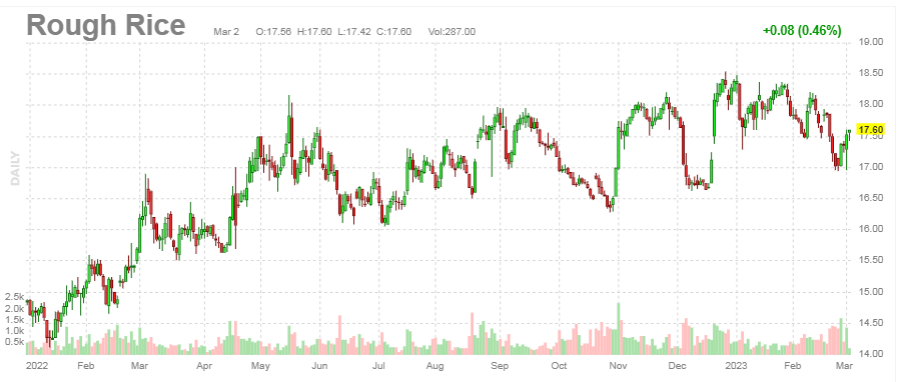 Rough Rice
Mar 2 O:17.56 H:17.60 L:17.42 C:17.60 Vol:287.00
+0.08 (0.46%)
DAILY
19.00
18.50
18.00
17.60
17.50
17.00
16.50
16.00
15.50
15.00
14.50
14.00
2.5k
2.0k
1.5k
1.0k
0.5k
2022 Feb Mar Apr May Jun Jul Aug Sep Oct Nov Dec 2023 Feb Mar